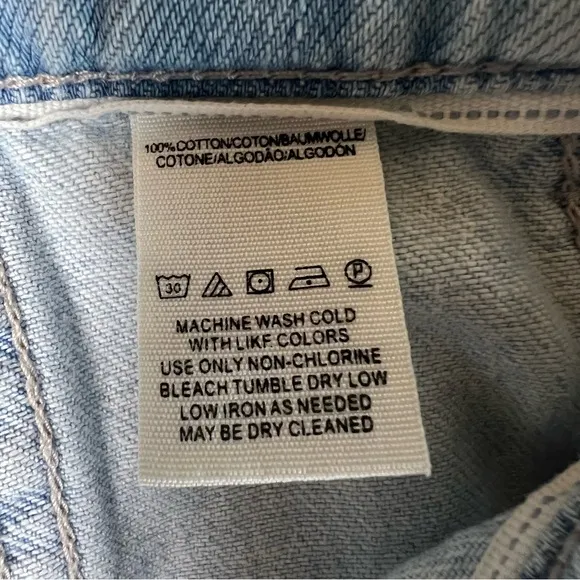 100% COTTON/COTON/BAUMWOLLE/
COTONE/ALGODÃO/ALGODÓN
30 P
MACHINE WASH COLD
WITH LIKE COLORS
USE ONLY NON-CHLORINE
BLEACH TUMBLE DRY LOW
LOW IRON AS NEEDED
MAY BE DRY CLEANED